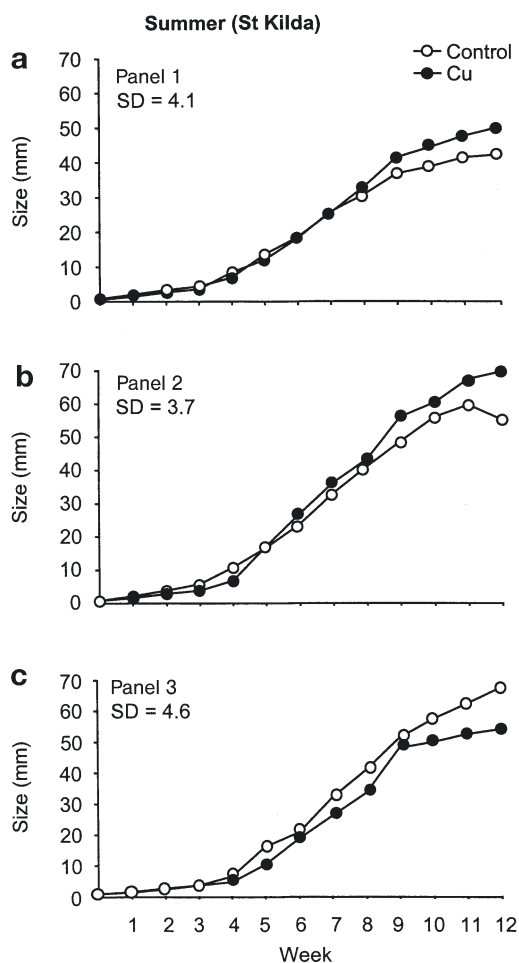 Summer (St Kilda)
a
Control
Cu
Panel 1
SD = 4.1
Size (mm)
70
60
50
40
30
20
10
0
b
Panel 2
SD = 3.7
Size (mm)
70
60
50
40
30
20
10
0
c
Panel 3
SD = 4.6
Size (mm)
70
60
50
40
30
20
10
0
1 2 3 4 5 6 7 8 9 10 11 12
Week